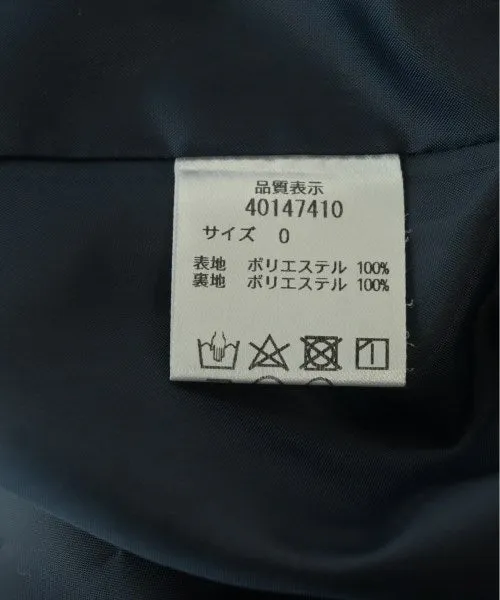 品質表示
40147410
サイズ 0
表地 ポリエステル 100%
裏地 ポリエステル 100%